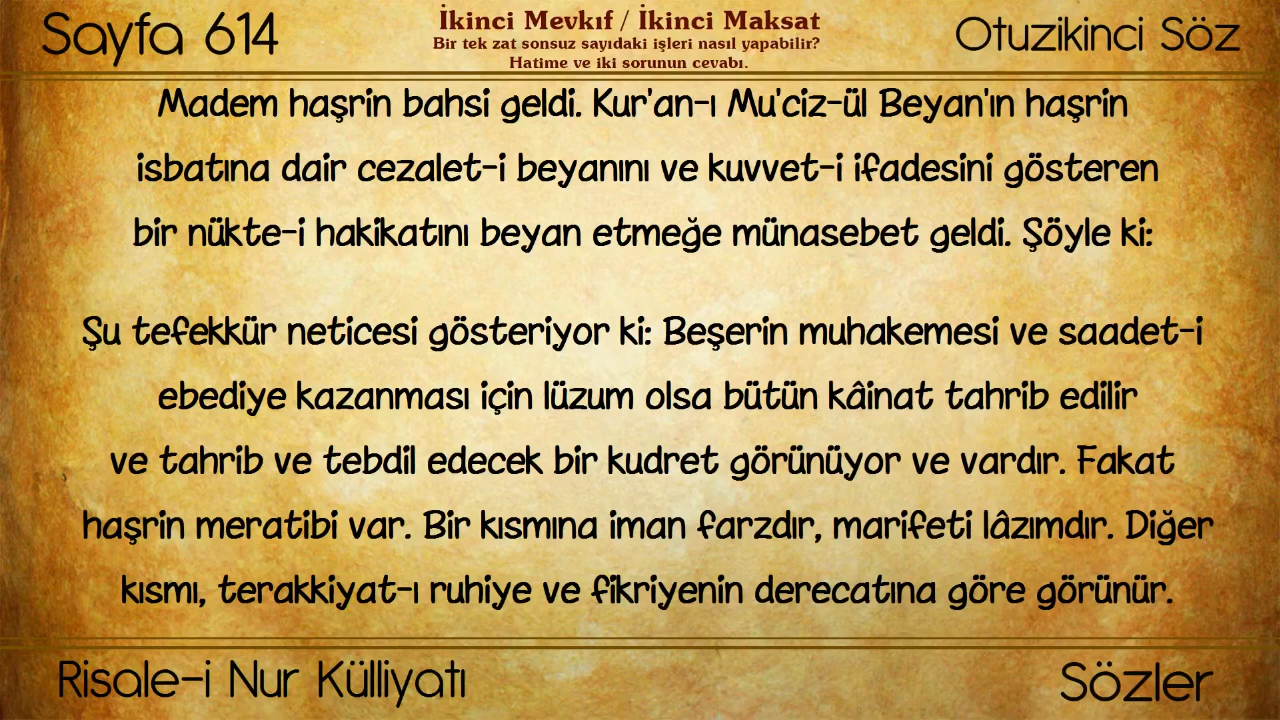 Sayfa 614
İkinci Mevkıf / İkinci Maksat
Bir tek zat sonsuz sayıdaki işleri nasıl yapabilir?
Hatime ve iki sorunun cevabı.
Otuzikinci Söz
Madem haşrin bahsi geldi. Kur'an-ı Mu'ciz-ül Beyan'ın haşrin
isbatına dair cezalet-i beyanını ve kuvvet-i ifadesini gösteren
bir nükte-i hakikatını beyan etmeğe münasebet geldi. Şöyle ki:
Şu tefekkür neticesi gösteriyor ki: Beşerin muhakemesi ve saadet-i
ebediye kazanması için lüzum olsa bütün kâinat tahrib edilir
ve tahrib ve tebdil edecek bir kudret görünüyor ve vardır. Fakat
haşrin meratibi var. Bir kısmına iman farzdır, marifeti lâzımdır. Diğer
kısmı, terakkiyat-ı ruhiye ve fikriyenin derecatına göre görünür.
Risale-i Nur Külliyatı
Sözler